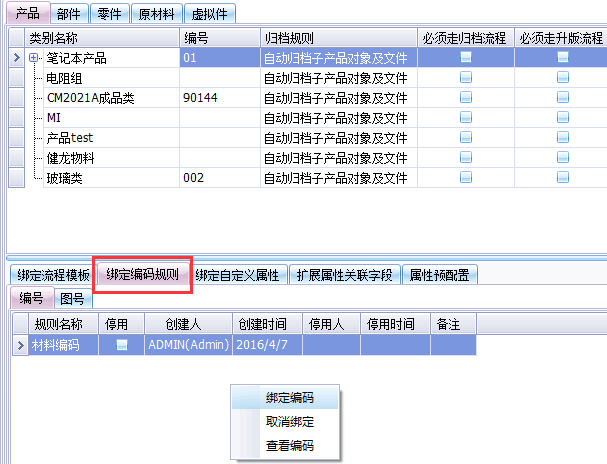 产品 部件 零件 原材料 虚拟件
类别名称 编号 归档规则 必须走归档流程 必须走升版流程
笔记本产品 01 自动归档子产品对象及文件
电阻组 自动归档子产品对象及文件
CM2021A成品类 90144 自动归档子产品对象及文件
MI 自动归档子产品对象及文件
产品test 自动归档子产品对象及文件
健龙物料 自动归档子产品对象及文件
玻璃类 002 自动归档子产品对象及文件
绑定流程模板 绑定编码规则 绑定自定义属性 扩展属性关联字段 属性预配置
编号 图号
规则名称 停用 创建人 创建时间 停用人 停用时间 备注
材料编码 ADMIN(Admin) 2016/4/7
绑定编码
取消绑定
查看编码